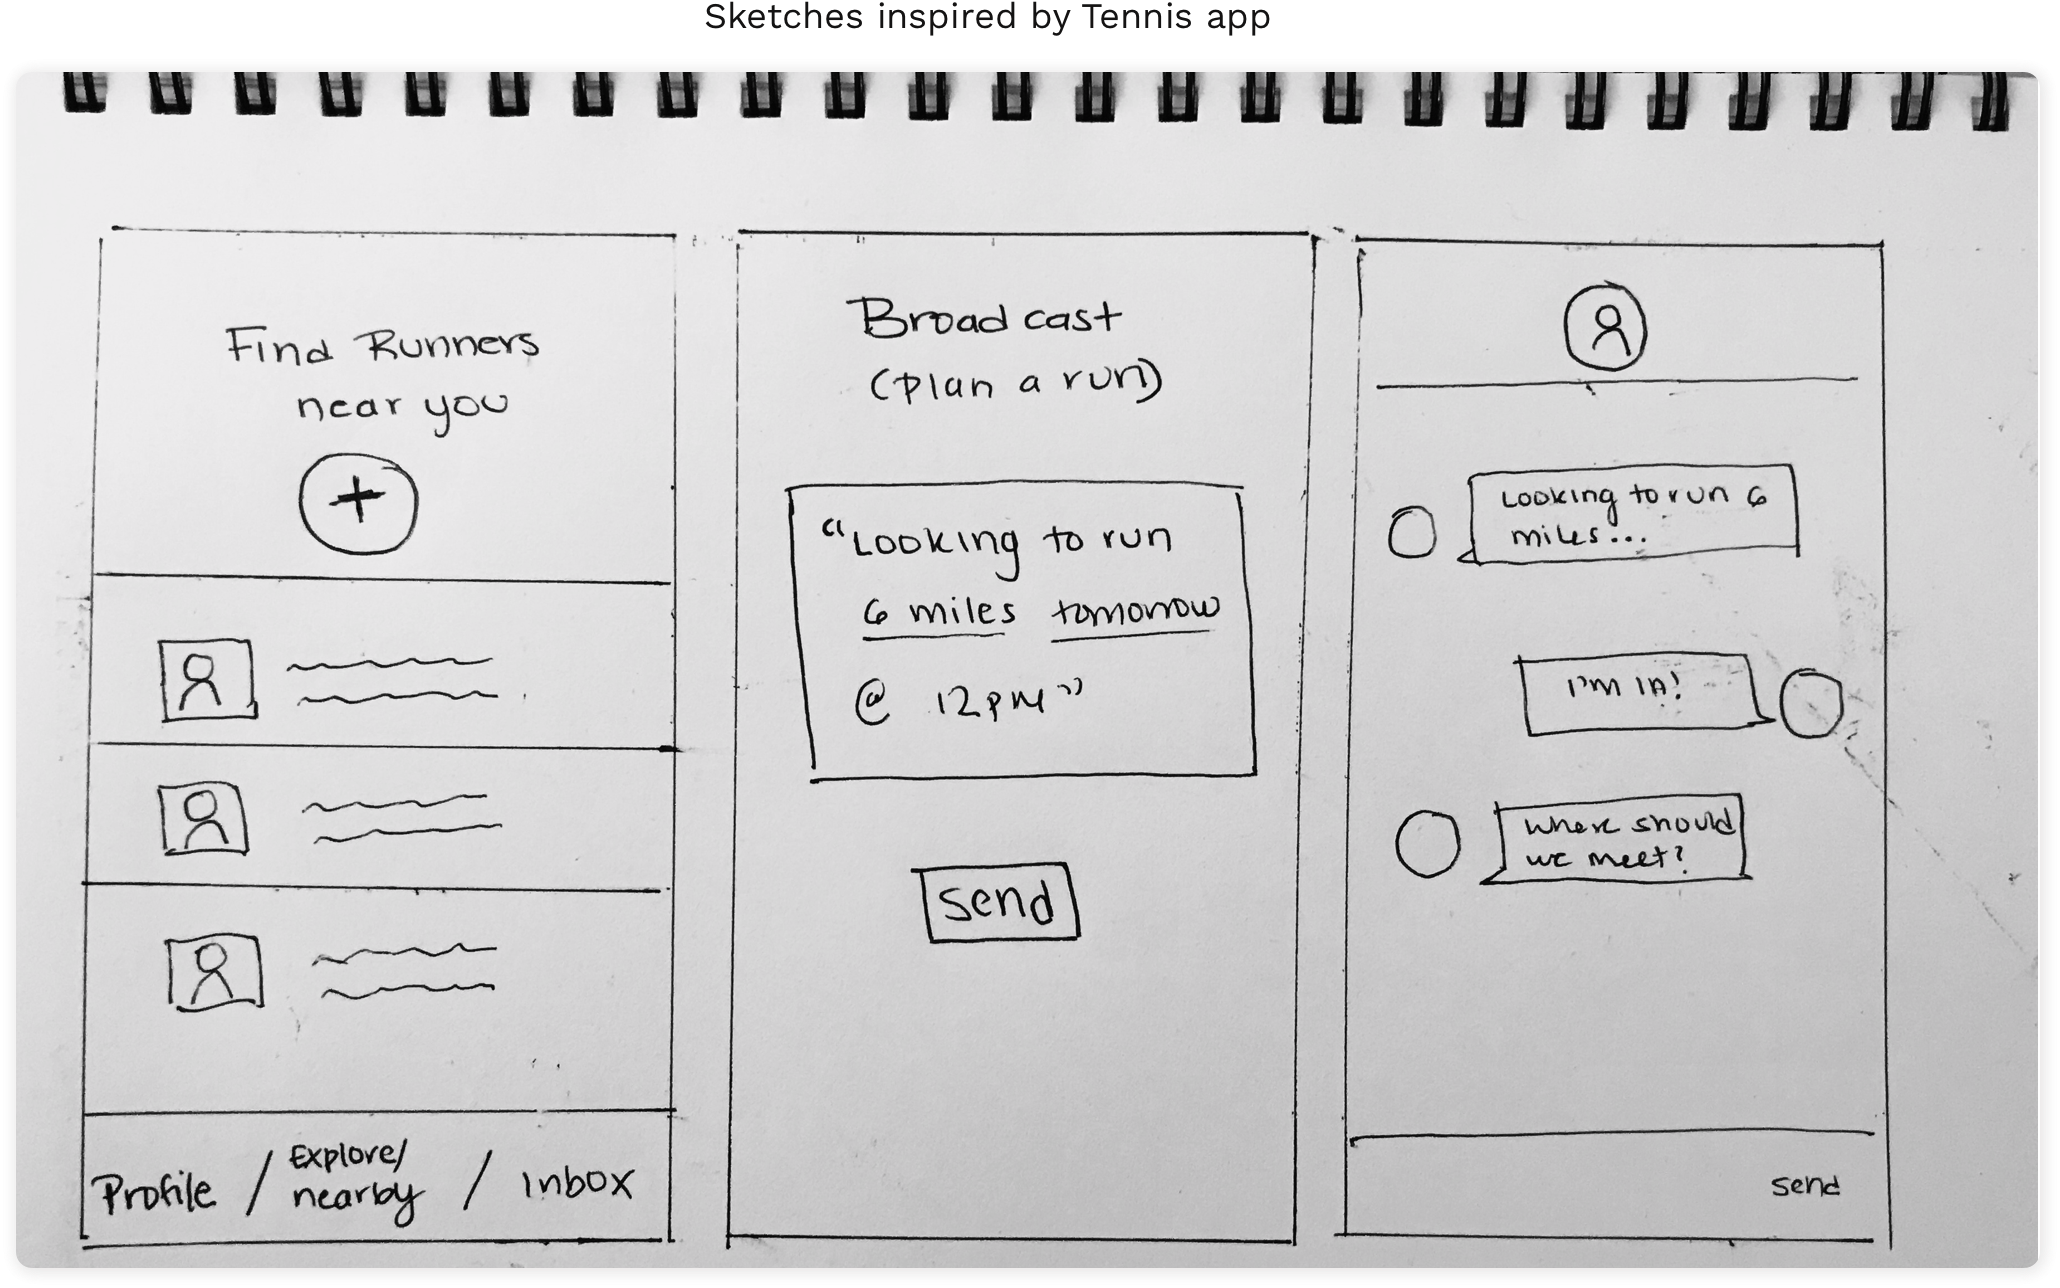 Sketches inspired by Tennis app
Find Runners
near you
+
Profile / Explore/ nearby / Inbox
Broadcast
(plan a run)
"Looking to run
6 miles tomorrow
@ 12pm"
send
Looking to run 6
miles...
I'm in!
Where should
we meet?
send